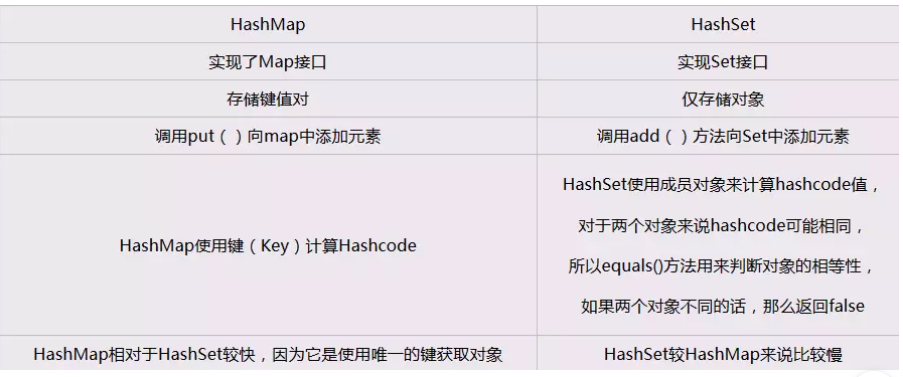 HashMap
HashSet
实现了Map接口
实现Set接口
存储键值对
仅存储对象
调用put（）向map中添加元素
调用add（）方法向Set中添加元素
HashMap使用键（Key）计算Hashcode
HashSet使用成员对象来计算hashcode值，
对于两个对象来说hashcode可能相同，
所以equals()方法用来判断对象的相等性，
如果两个对象不同的话，那么返回false
HashMap相对于HashSet较快，因为它是使用唯一的键获取对象
HashSet较HashMap来说比较慢